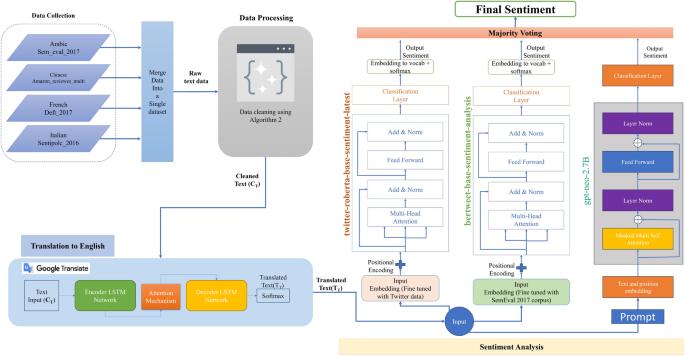 Data Collection
Arabic
Sem_eval_2017
Chinese
Amazon_reviewes_multi
French
Deft_2017
Italian
Sentipole_2016
Merge
Data
Into
a
Single
dataset
Raw
text data
Data Processing
Data cleaning using
Algorithm 2
Cleaned
Text (C_T)
Translation to English
Google Translate
Text
Input (C_T)
Encoder LSTM
Network
Attention
Mechanism
Decoder LSTM
Network
Translated
Text(T_T)
Softmax
Translated
Text(T_T)
Final Sentiment
Majority Voting
Output
Sentiment
Embedding to vocab +
softmax
Classification
Layer
Add & Norm
Feed Forward
Add & Norm
Multi-Head
Attention
twitter-roberta-base-sentiment-latest
Positional
Encoding
Input
Embedding (Fine tuned
with Twitter data)
Output
Sentiment
Embedding to vocab +
softmax
Classification
Layer
Add & Norm
Feed Forward
Add & Norm
Multi-Head
Attention
bertweet-base-sentiment-analysis
Positional
Encoding
Input
Embedding (Fine tuned with
SemEval 2017 corpus)
Output
Sentiment
Classification Layer
Layer Norm
Feed Forward
Layer Norm
Masked Multi Self
Attention
gpt-neo-2.7B
Text and position
embedding
Prompt
Input
Sentiment Analysis